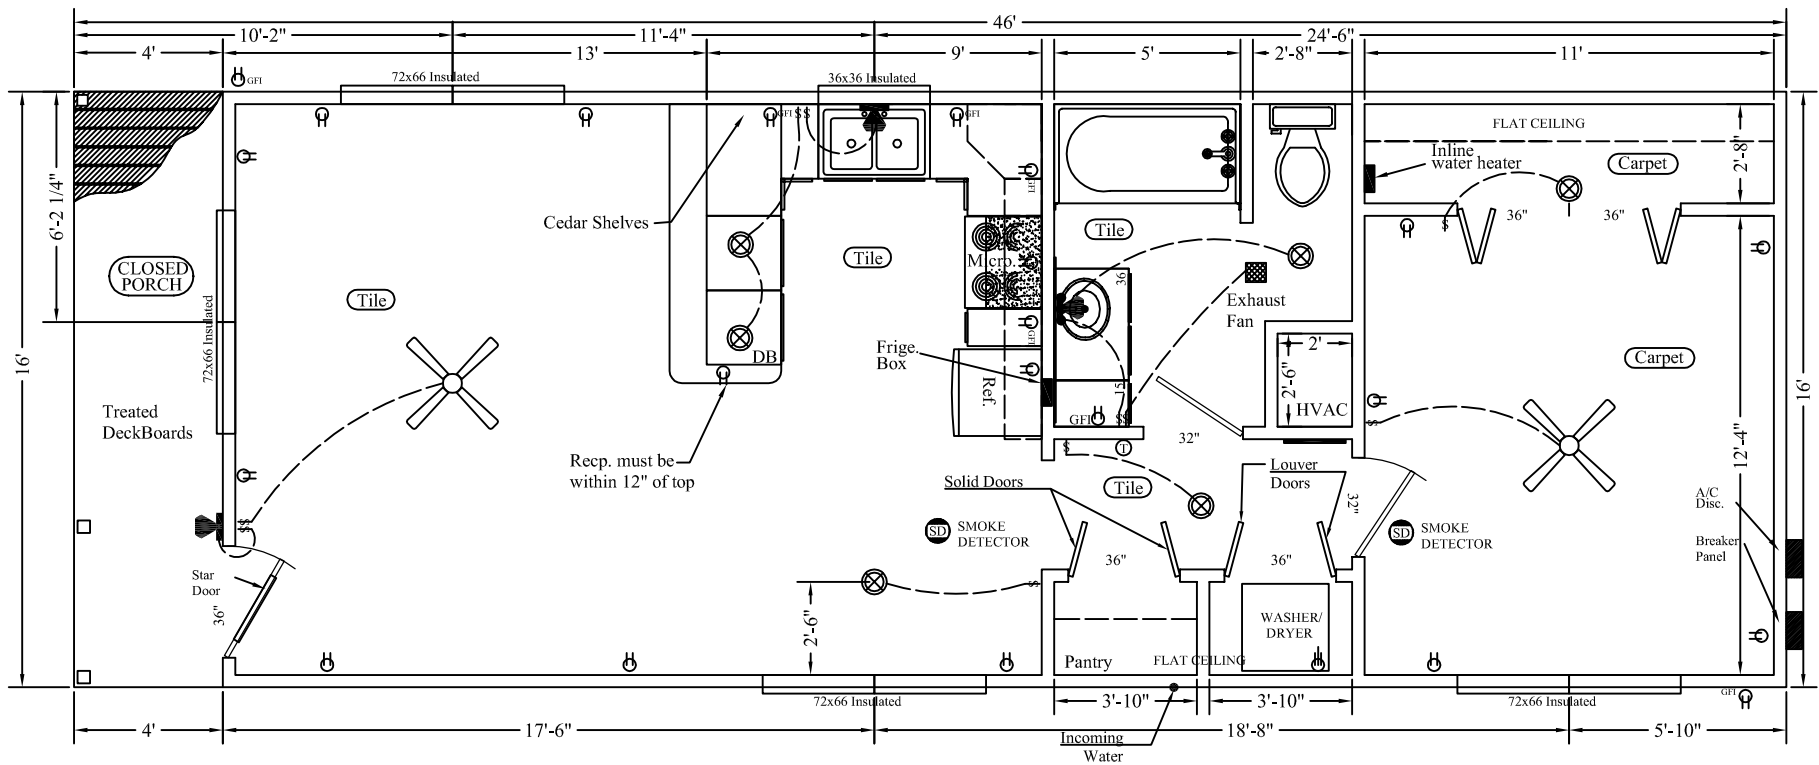 46'
10'-2"
11'-4"
24'-6"
4'
13'
9'
5'
2'-8"
11'
72x66 Insulated
36x36 Insulated
GFI
GFI
$$
GFI
FLAT CEILING
Inline
water heater
Carpet
2'-8"
GFI
6'-2 1/4"
Cedar Shelves
36"
36"
$
Tile
Tile
Micro.
CLOSED
PORCH
Tile
36
Exhaust
Fan
72x66 Insulated
GFI
DB
Frige.
Box
2'
Carpet
16'
16'
Ref.
15
2'-6"
HVAC
Treated
DeckBoards
GFI
$$
$
32"
$
T
12'-4"
Recp. must be
within 12" of top
Solid Doors
Tile
Louver
Doors
32"
A/C
Disc.
$$
SD
SMOKE
DETECTOR
SD
SMOKE
DETECTOR
Breaker
Panel
Star
Door
36"
36"
36"
$
2'-6"
WASHER/
DRYER
Pantry
FLAT CEILING
72x66 Insulated
3'-10"
3'-10"
72x66 Insulated
GFI
4'
17'-6"
18'-8"
5'-10"
Incoming
Water